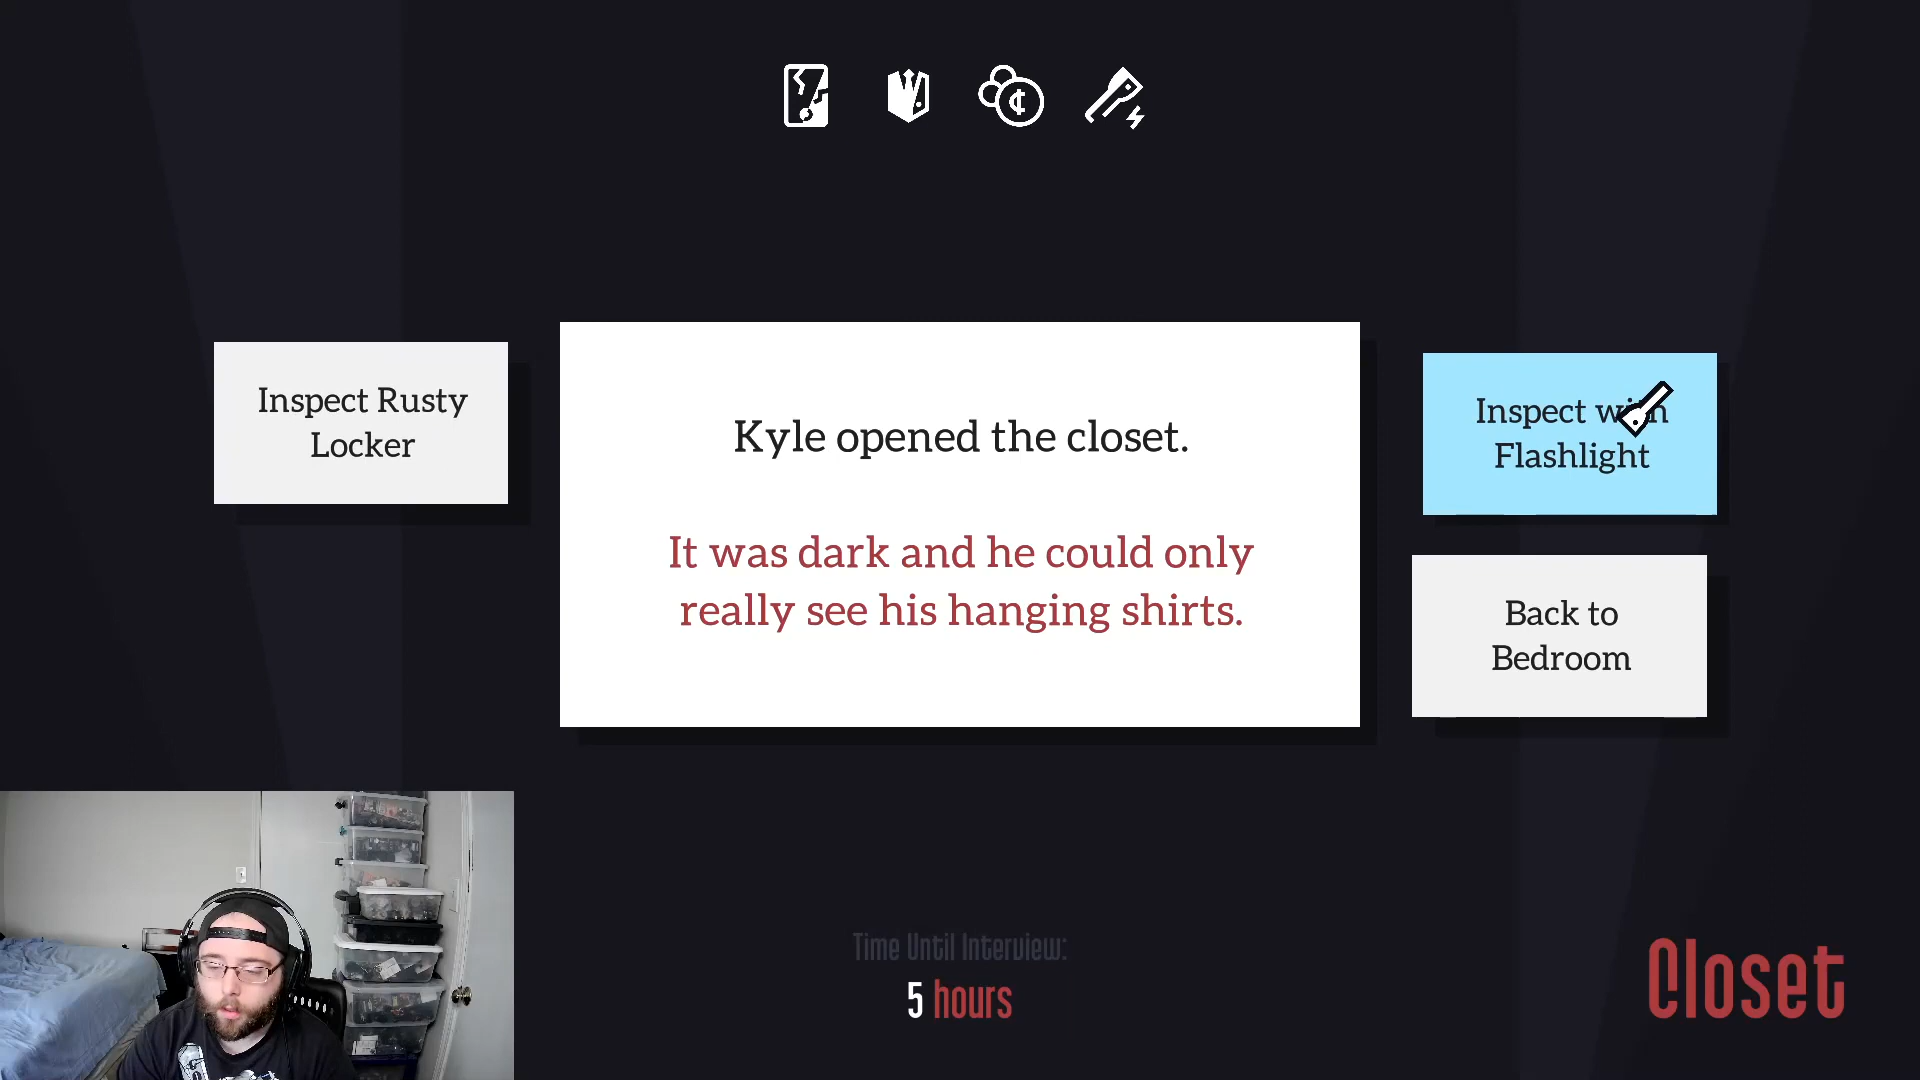 Inspect Rusty
Locker
Kyle opened the closet.
It was dark and he could only
really see his hanging shirts.
Inspect with
Flashlight
Back to
Bedroom
Time Until Interview:
5 hours
Closet